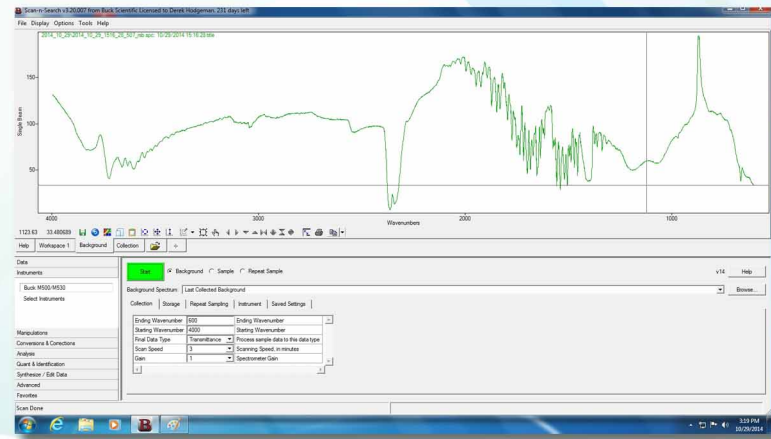 Scan-n-Search v3.20.007 from Buck Scientific Licensed to Derek Hodgeman. 231 days left
File Display Options Tools Help
Single Beam
150
100
50
4000 3000 2000 1000
Wavenumbers
1123.63 33.480689
Help Workspace 1 Background Collection +
Data
Instruments
Buck M500/M530
Select Instruments
Manipulations
Conversions & Corrections
Analysis
Quant & Identification
Synthesize / Edit Data
Advanced
Favorites
Start Background Sample Repeat Sample v14 Help
Background Spectrum: Last Collected Background Browse...
Collection Storage Repeat Sampling Instrument Saved Settings
Ending Wavenumber 600 Ending Wavenumber
Starting Wavenumber 4000 Starting Wavenumber
Final Data Type Transmittance Process sample data to this data type
Scan Speed 3 Scanning Speed, in minutes
Gain 1 Spectrometer Gain
Scan Done
3:19 PM
10/29/2014